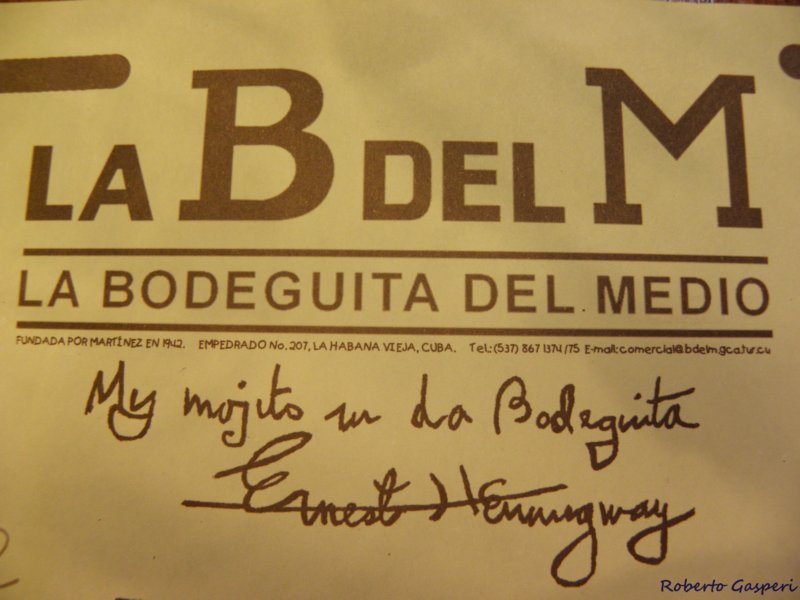 LA B DEL M
LA BODEGUITA DEL MEDIO
FUNDADA POR MARTÍNEZ EN 1942. EMPEDRADO No. 207, LA HABANA VIEJA, CUBA. Tel.: (537) 867 1374 /75 E-mail: comercial@bdelm.gca.tur.cu
My mojito in La Bodeguita
Ernest Hemingway
Roberto Gasperi